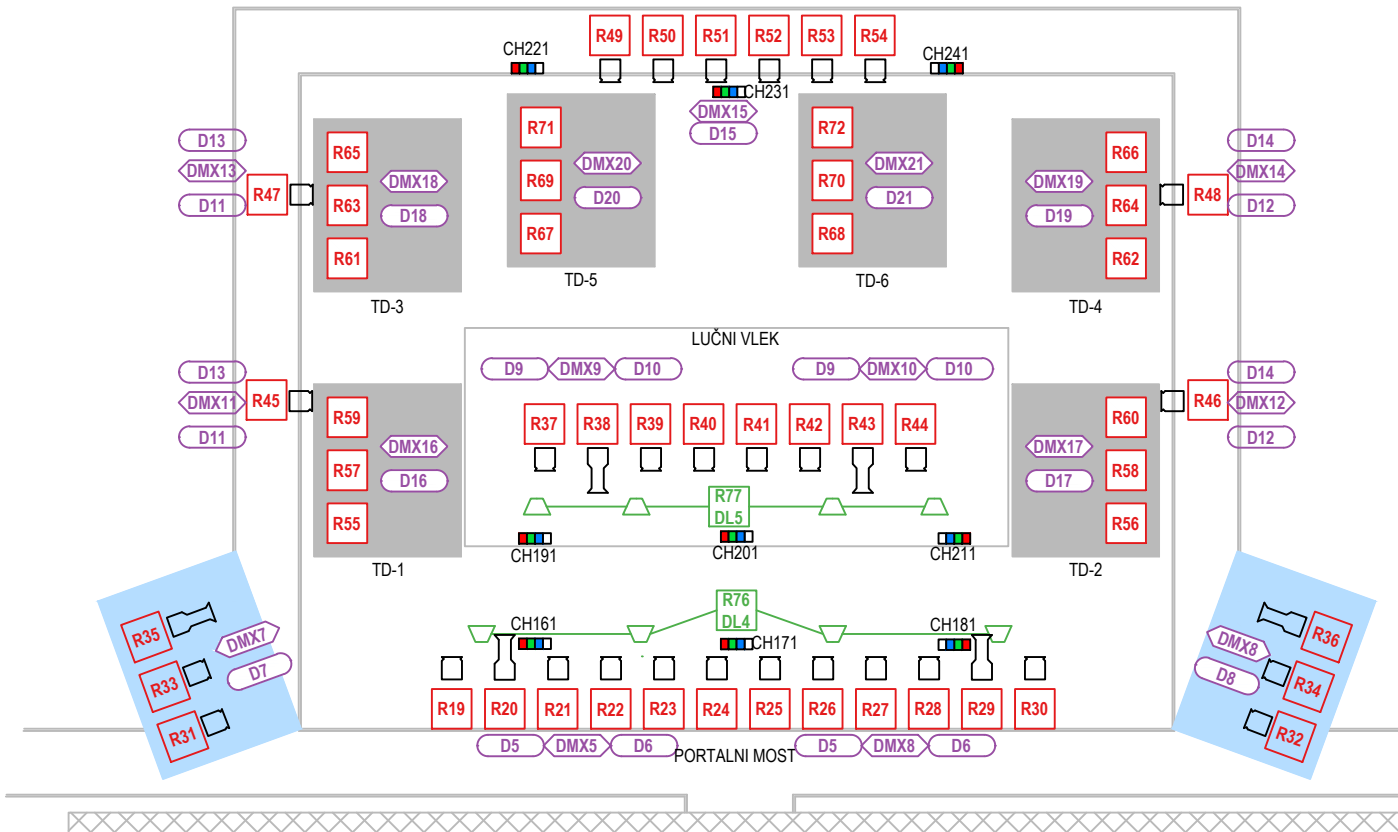 R49 R50 R51 R52 R53 R54
CH221
CH241
CH231
DMX15
D15
D13
DMX13
D11
R47
R65
R63
R61
DMX18
D18
TD-3
R71
R69
R67
DMX20
D20
TD-5
R72
R70
R68
DMX21
D21
TD-6
R66
R64
R62
DMX19
D19
TD-4
D14
DMX14
D12
R48
LUČNI VLEK
D9 DMX9 D10
D9 DMX10 D10
R37 R38 R39 R40 R41 R42 R43 R44
R77
DL5
CH191
CH201
CH211
D13
DMX11
D11
R45
R59
R57
R55
DMX16
D16
TD-1
R60
R58
R56
DMX17
D17
TD-2
D14
DMX12
D12
R46
R76
DL4
CH161
CH171
CH181
R35
R33
R31
DMX7
D7
R36
R34
R32
DMX8
D8
R19 R20 R21 R22 R23 R24 R25 R26 R27 R28 R29 R30
D5 DMX5 D6
D5 DMX8 D6
PORTALNI MOST